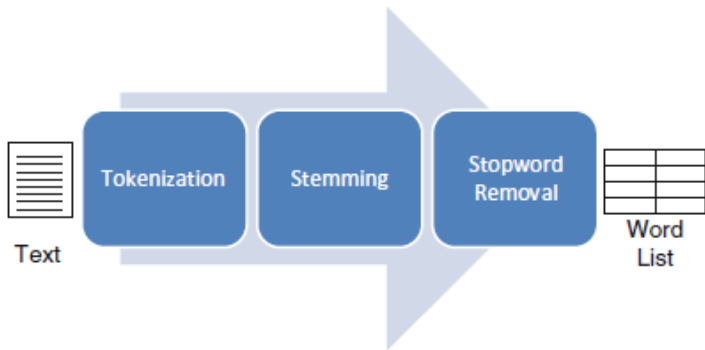 Text
Tokenization
Stemming
Stopword
Removal
Word
List